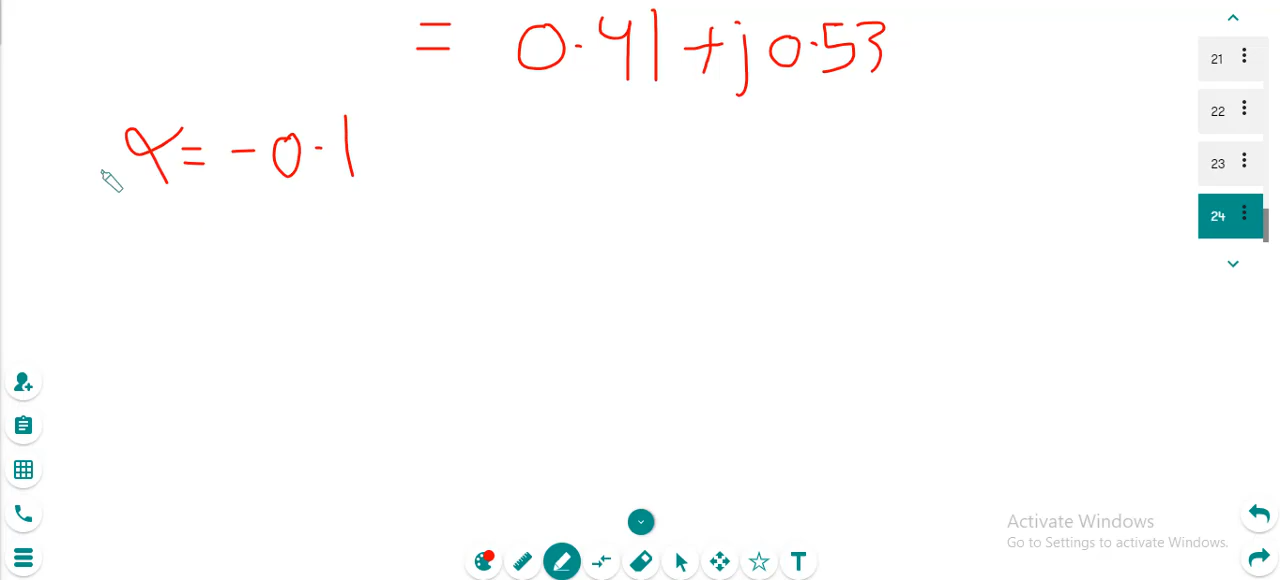 = 0.41 + j0.53
α = -0.1
21
22
23
24
T
Activate Windows
Go to Settings to activate Windows.